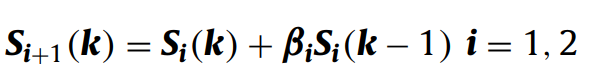 Sᵢ₊₁(k) = Sᵢ(k) + βᵢSᵢ(k − 1) i = 1, 2